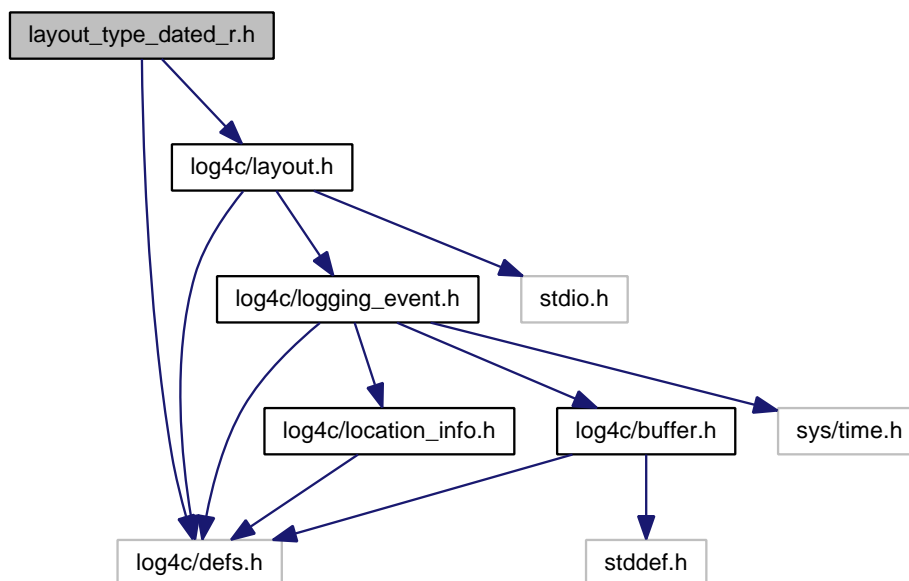 layout_type_dated_r.h
log4c/layout.h
log4c/logging_event.h
stdio.h
log4c/location_info.h
log4c/buffer.h
sys/time.h
log4c/defs.h
stddef.h